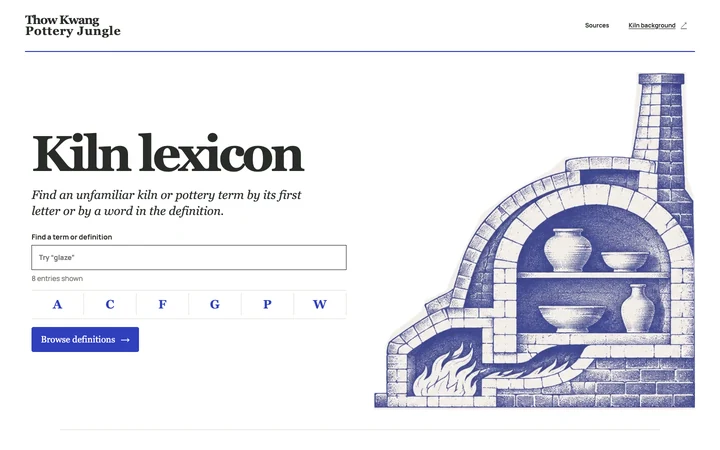 Thow Kwang
Pottery Jungle
Sources
Kiln background
Kiln lexicon
Find an unfamiliar kiln or pottery term by its first
letter or by a word in the definition.
Find a term or definition
Try "glaze"
8 entries shown
A C F G P W
Browse definitions →